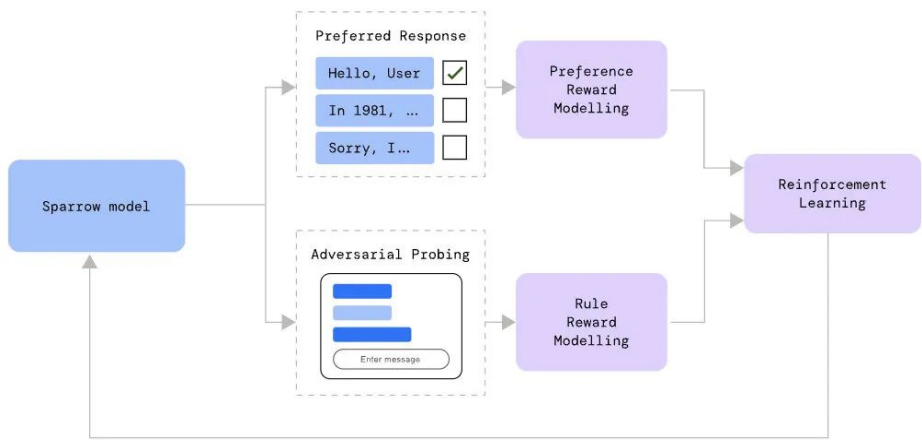 Preferred Response
Hello, User
In 1981, ...
Sorry, I...
Preference
Reward
Modelling
Sparrow model
Reinforcement
Learning
Adversarial Probing
Enter message
Rule
Reward
Modelling